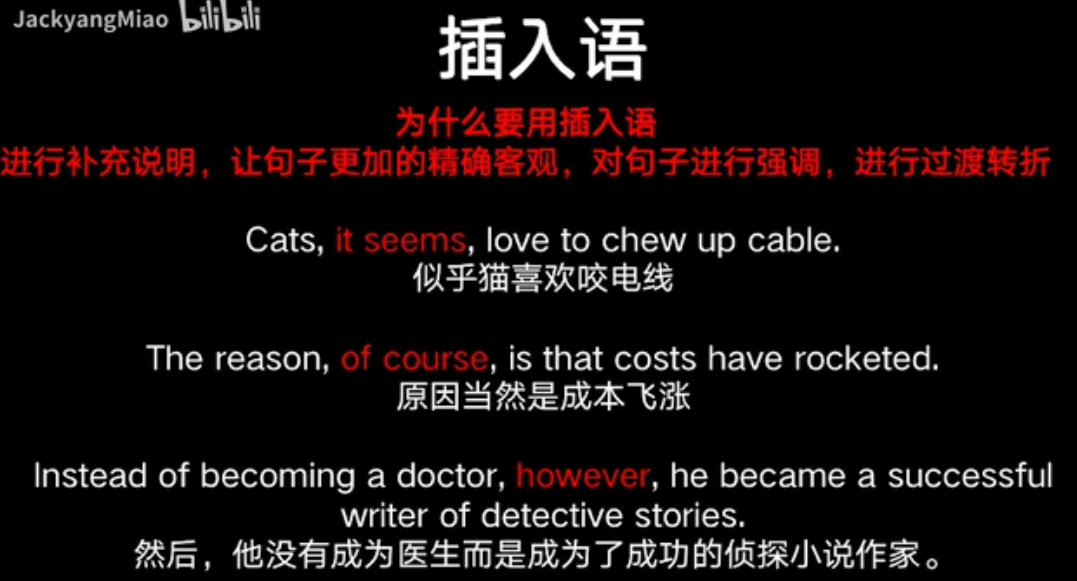 JackyangMiao bilibili
插入语
为什么要用插入语
进行补充说明，让句子更加的精确客观，对句子进行强调，进行过渡转折
Cats, it seems, love to chew up cable.
似乎猫喜欢咬电线
The reason, of course, is that costs have rocketed.
原因当然是成本飞涨
Instead of becoming a doctor, however, he became a successful
writer of detective stories.
然后，他没有成为医生而是成为了成功的侦探小说作家。